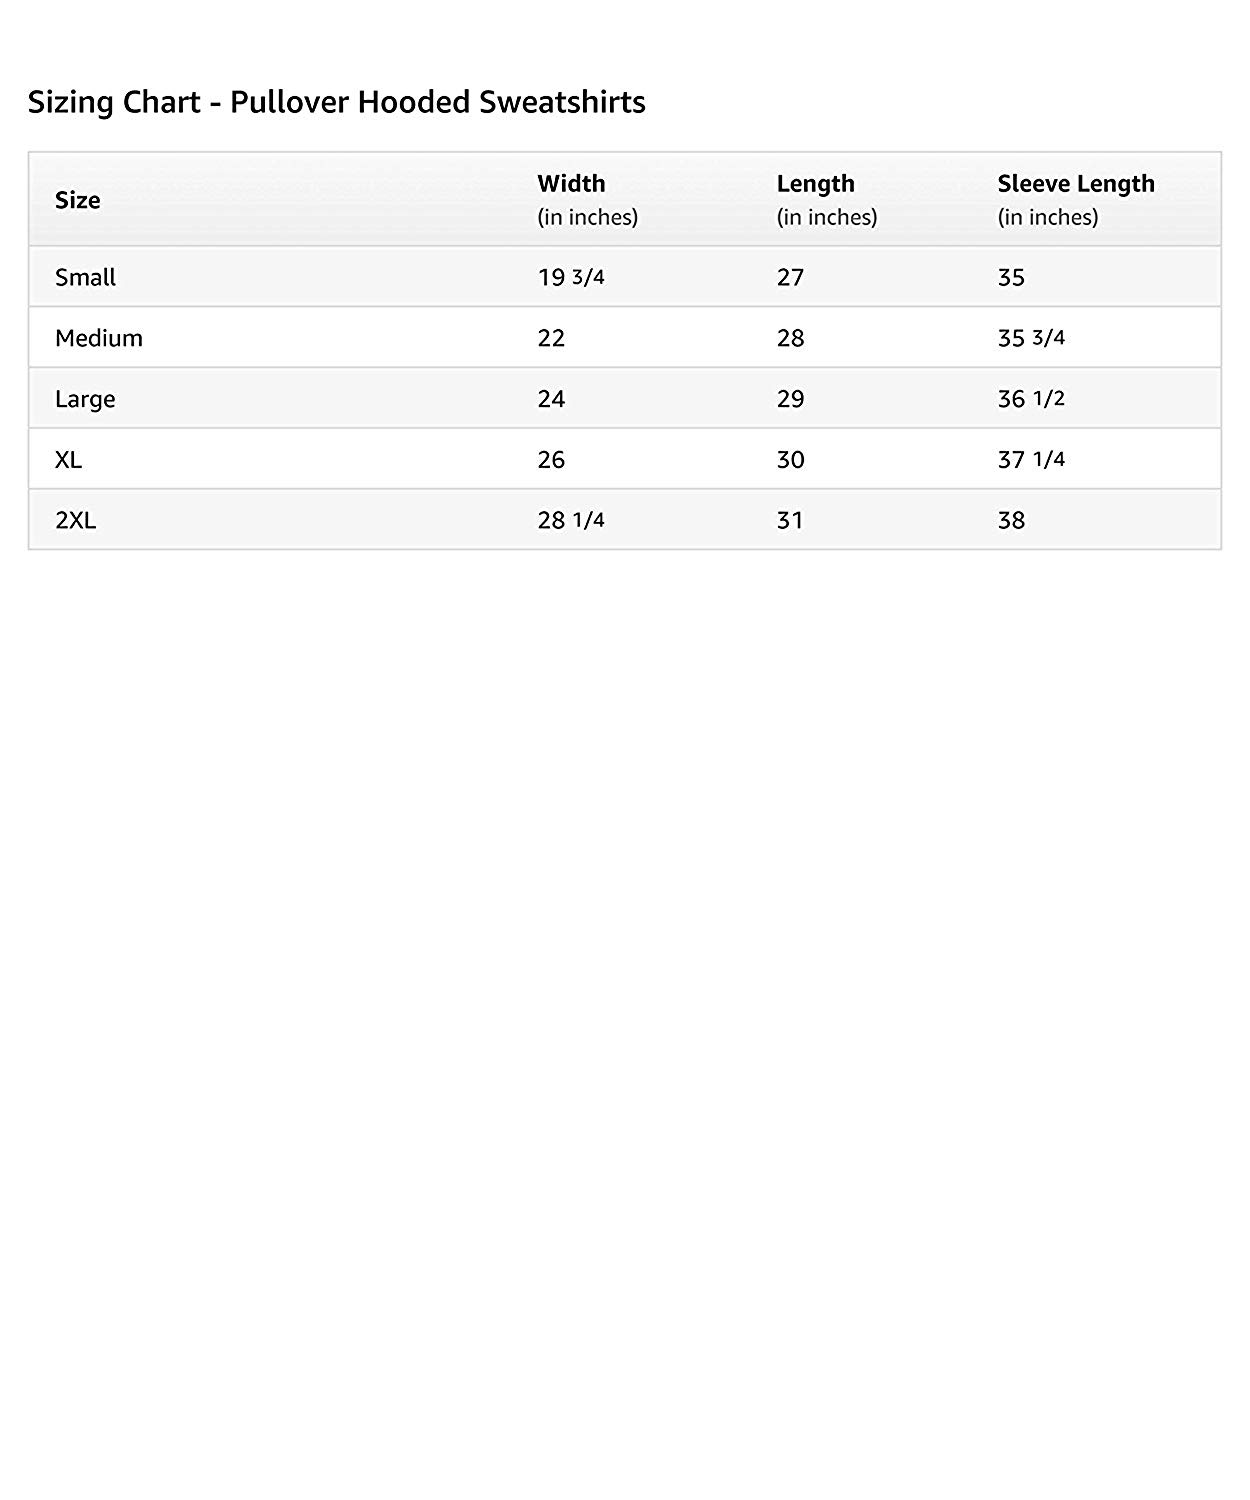 Sizing Chart - Pullover Hooded Sweatshirts
Size Width Length Sleeve Length
(in inches) (in inches) (in inches)
Small 19 3/4 27 35
Medium 22 28 35 3/4
Large 24 29 36 1/2
XL 26 30 37 1/4
2XL 28 1/4 31 38